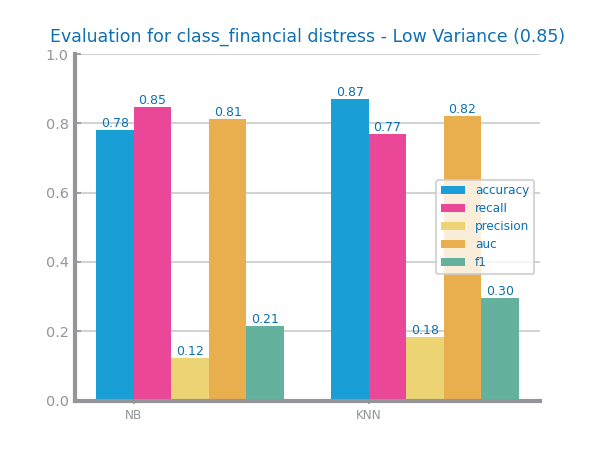 Evaluation for class_financial distress - Low Variance (0.85)
1.0
0.8
0.6
0.4
0.2
0.0
0.78
0.85
0.12
0.81
0.21
0.87
0.77
0.18
0.82
0.30
accuracy
recall
precision
auc
f1
NB
KNN